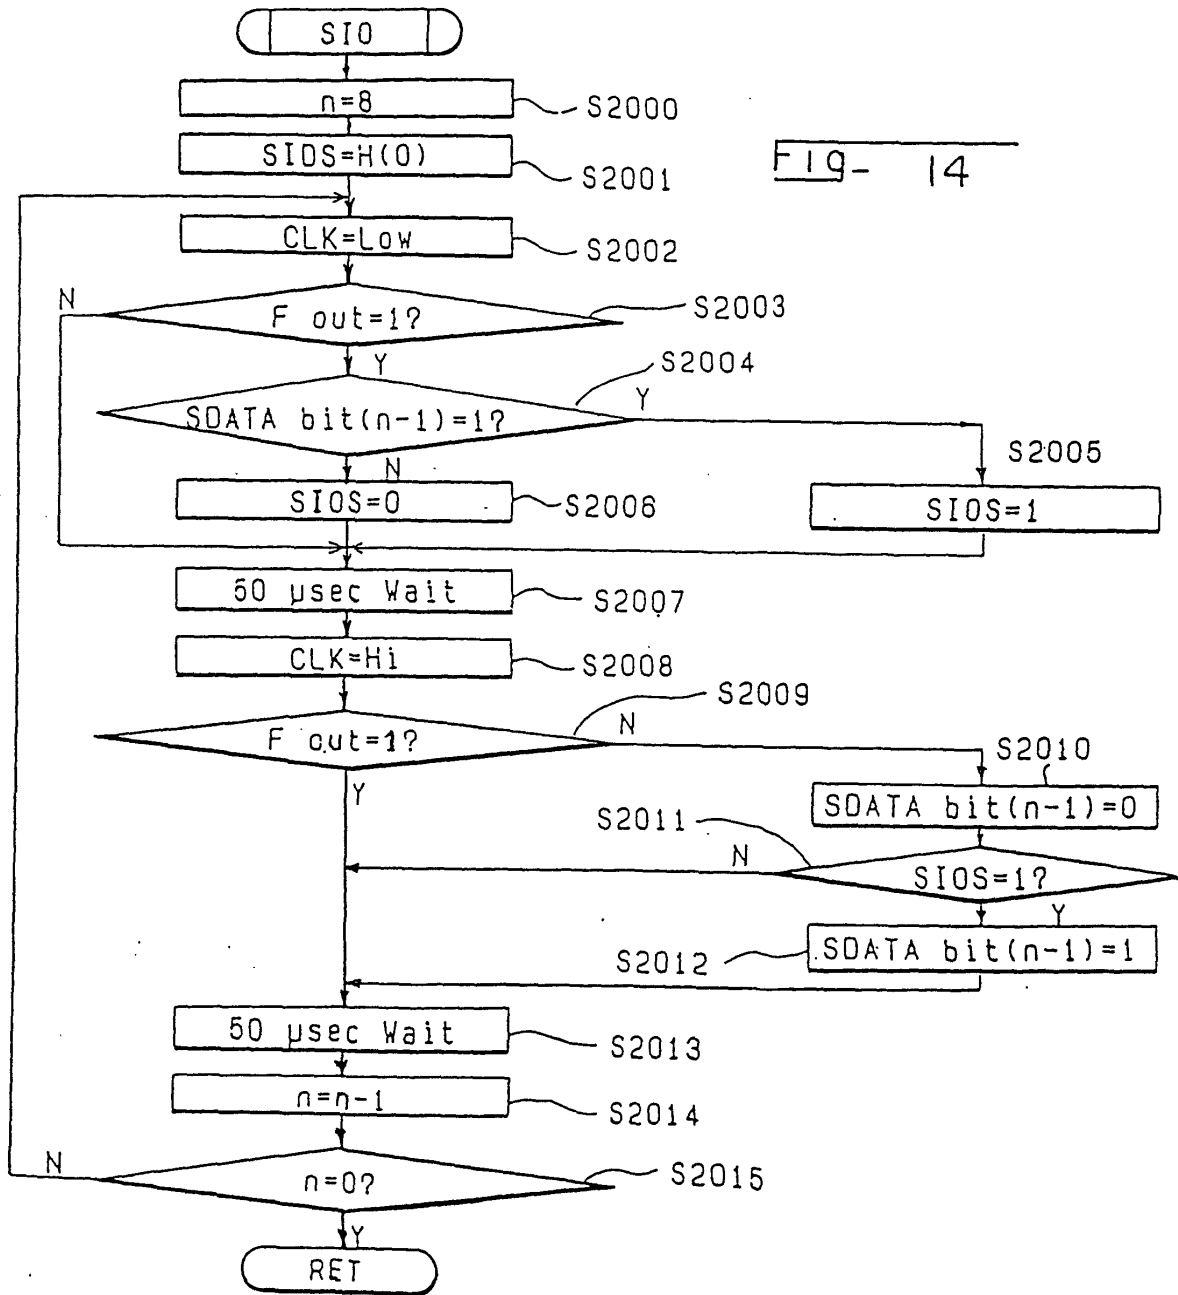 SIO
n=8
S2000
SIOS=H(0)
S2001
Fig- 14
CLK=Low
S2002
N
F out=1?
S2003
Y
S2004
SDATA bit(n-1)=1?
Y
N
S2005
SIOS=0
S2006
SIOS=1
50 μsec Wait
S2007
CLK=Hi
S2008
S2009
F out=1?
N
Y
S2010
SDATA bit(n-1)=0
S2011
N
SIOS=1?
Y
S2012
SDATA bit(n-1)=1
50 μsec Wait
S2013
n=n-1
S2014
N
n=0?
S2015
Y
RET